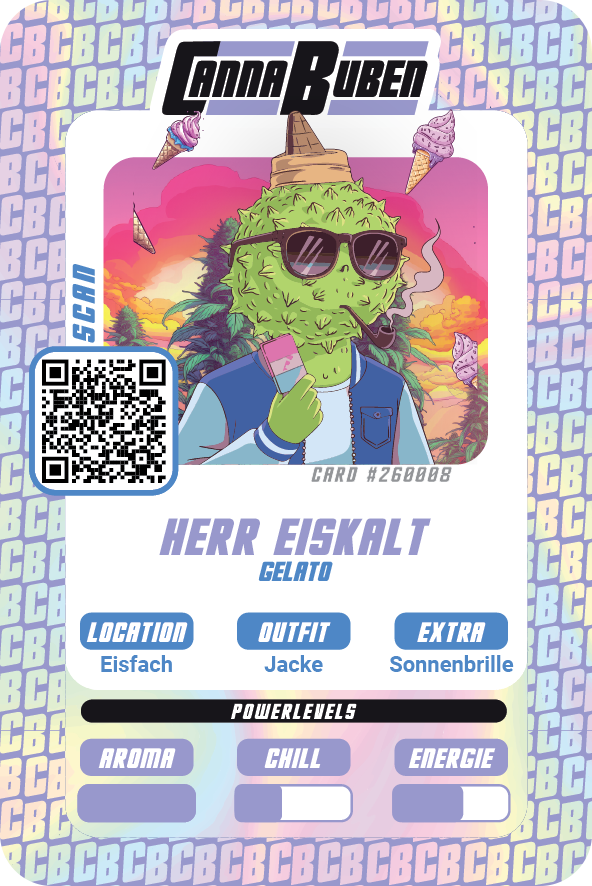 CANNABUBEN
SCAN
CARD #260008
HERR EISKALT
GELATO
LOCATION OUTFIT EXTRA
Eisfach Jacke Sonnenbrille
POWERLEVELS
AROMA CHILL ENERGIE